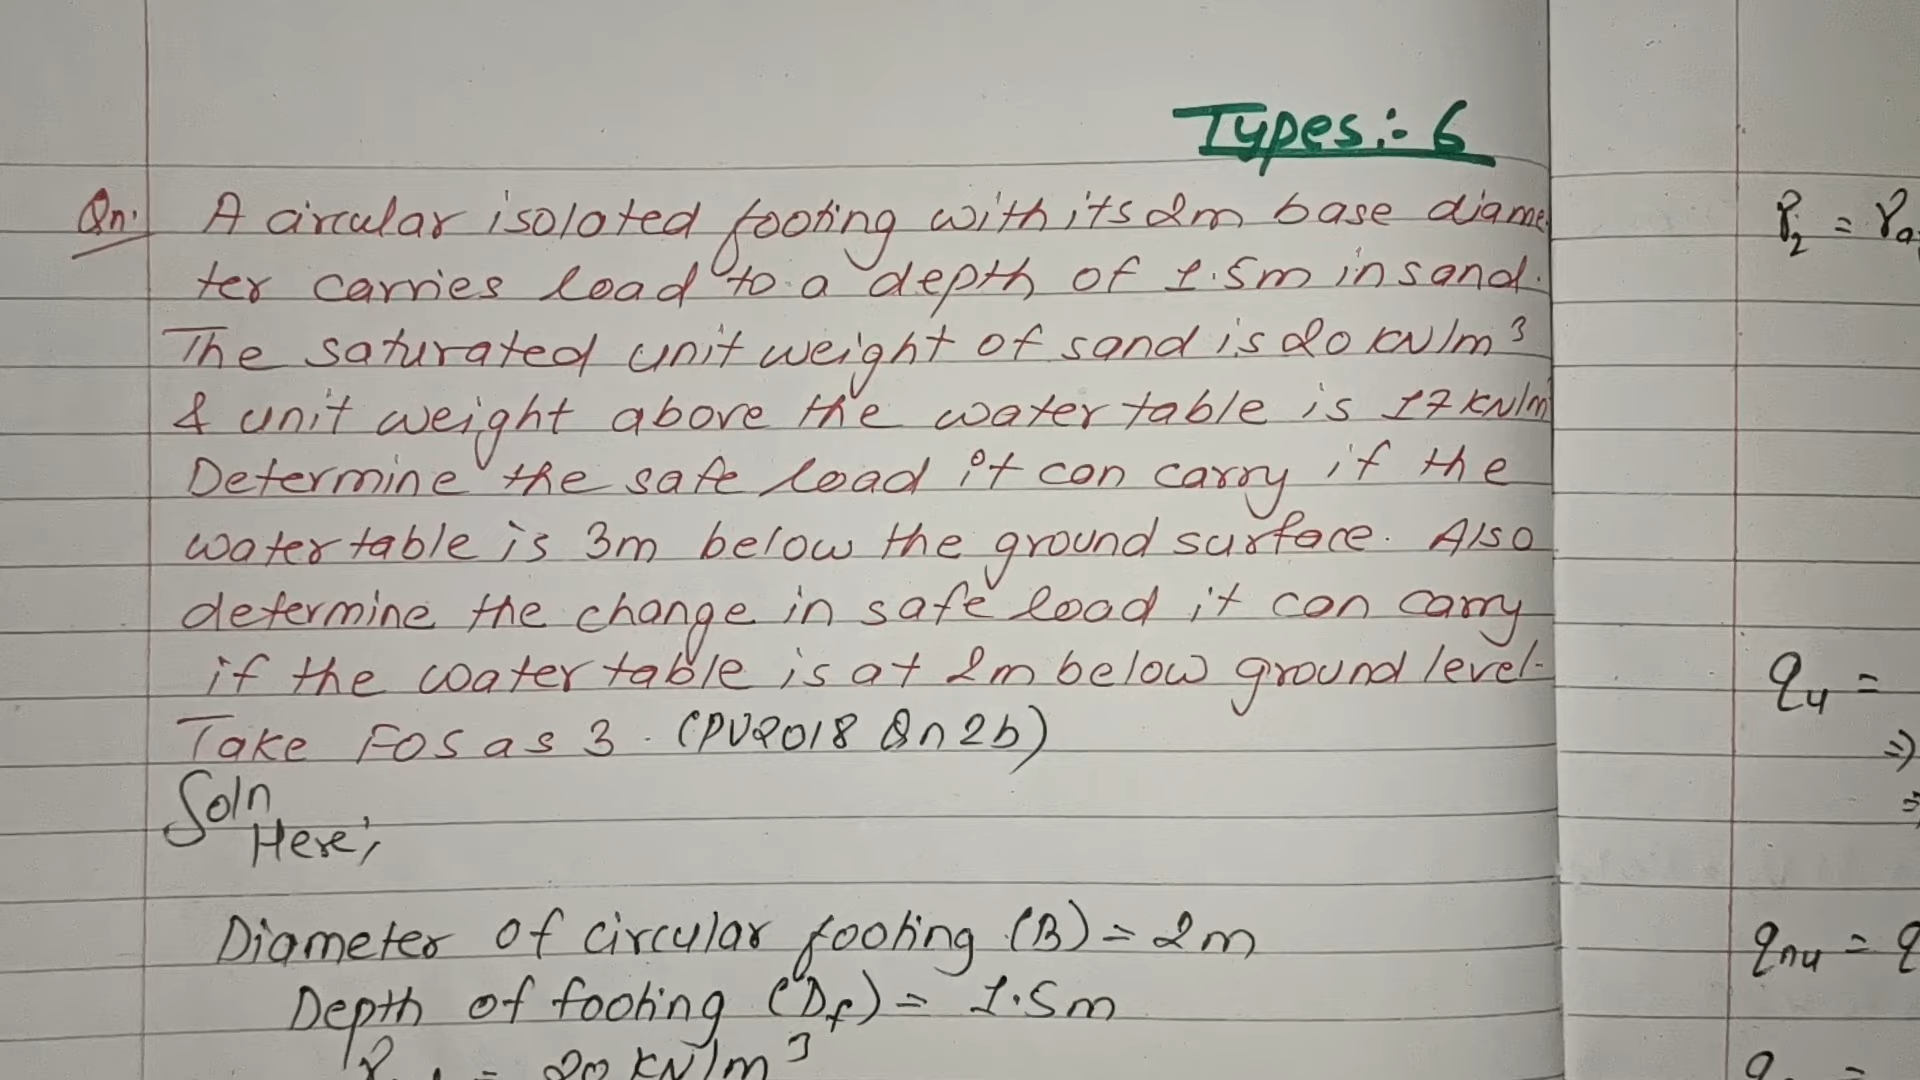 Types:- 6
Qn. A circular isolated footing with its 2m base diame
ter carries load to a depth of 1.5m in sand.
The saturated unit weight of sand is 20 KN/m³
& unit weight above the water table is 17 KN/m
Determine the safe load it can carry if the
water table is 3m below the ground surface. Also
determine the change in safe load it can carry
if the water table is at 2m below ground level.
Take FOS as 3. (PU2018 Qn 2b)
Soln
Here,
Diameter of circular footing (B) = 2m
Depth of footing (Df) = 1.5m
= 20 KN/m³
γ2 =
qu =
⇒
qnu =